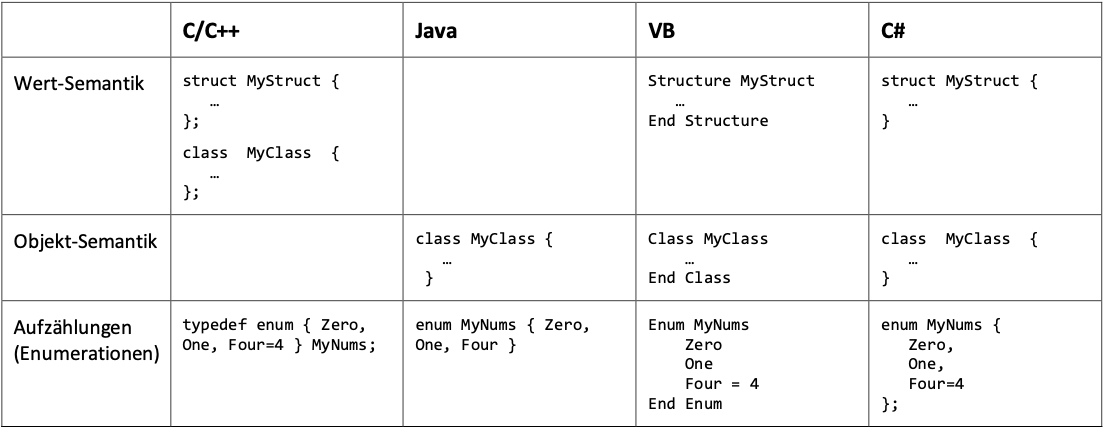 C/C++ Java VB C#
Wert-Semantik
struct MyStruct {
…
};
class MyClass {
…
};
Structure MyStruct
…
End Structure
struct MyStruct {
…
}
Objekt-Semantik
class MyClass {
…
}
Class MyClass
…
End Class
class MyClass {
…
}
Aufzählungen
(Enumerationen)
typedef enum { Zero,
One, Four=4 } MyNums;
enum MyNums { Zero,
One, Four }
Enum MyNums
Zero
One
Four = 4
End Enum
enum MyNums {
Zero,
One,
Four=4
};